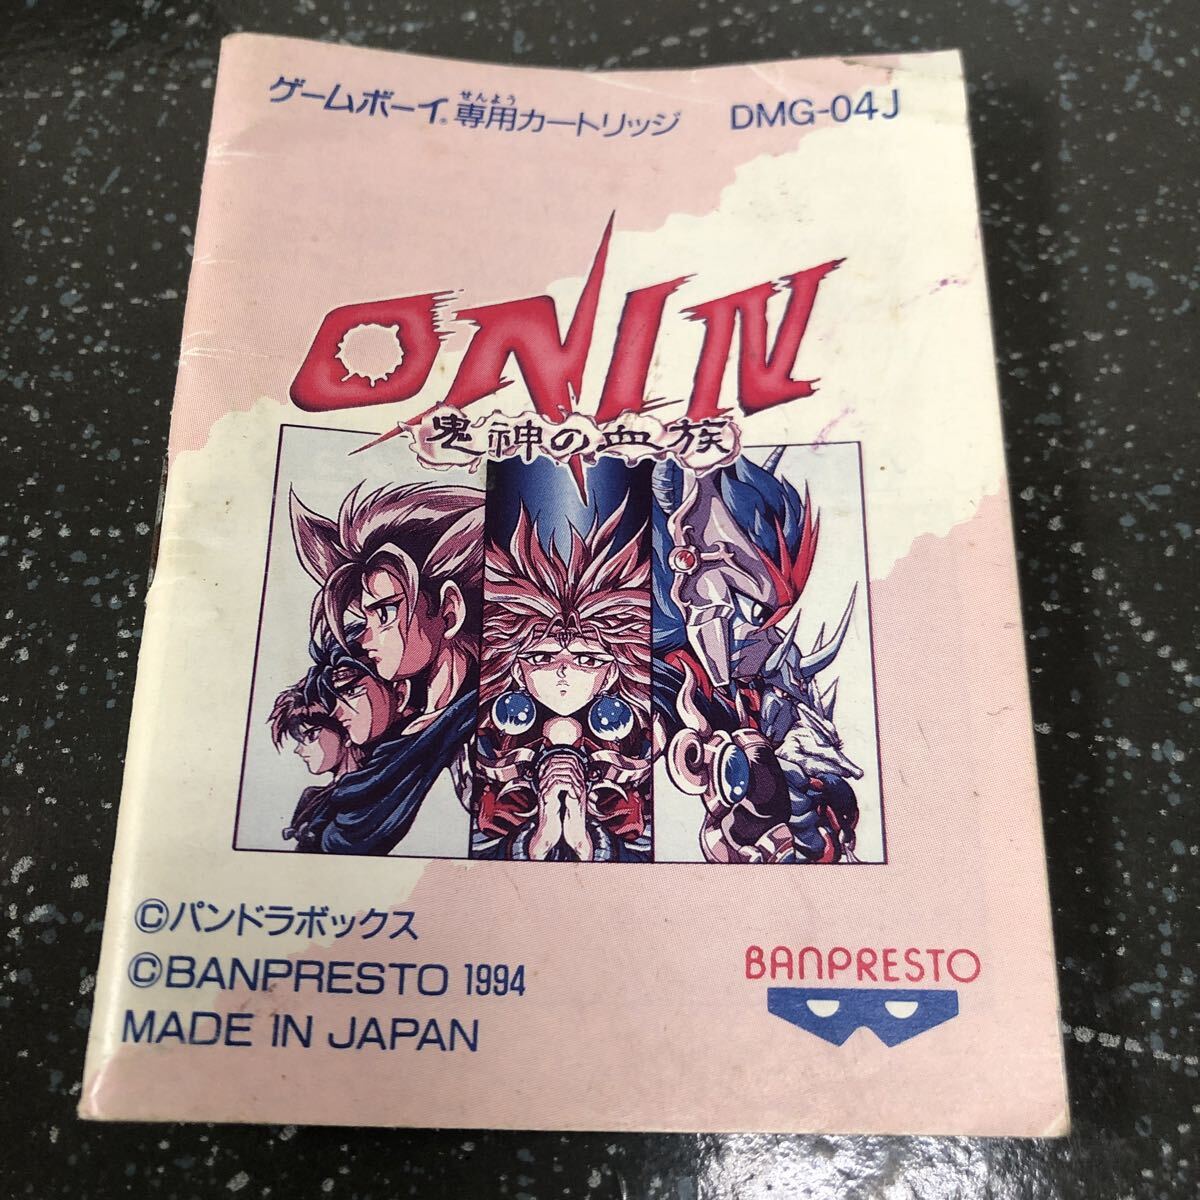 ゲームボーイ®専用カートリッジ DMG-04J
せんよう
ONI IV
鬼神の血族
©パンドラボックス
©BANPRESTO 1994
MADE IN JAPAN
BANPRESTO